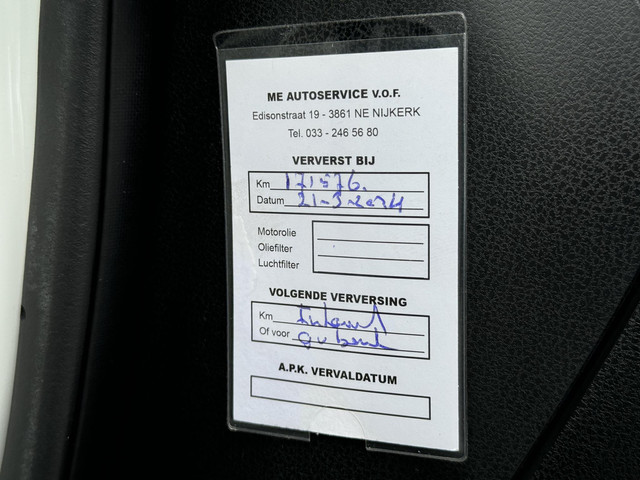 ME AUTOSERVICE V.O.F.
Edisonstraat 19 - 3861 NE NIJKERK
Tel. 033 - 246 56 80
VERVERST BIJ
Km 171576.
Datum 21-3-2024
Motorolie
Oliefilter
Luchtfilter
VOLGENDE VERVERSING
Km
Of voor
A.P.K. VERVALDATUM